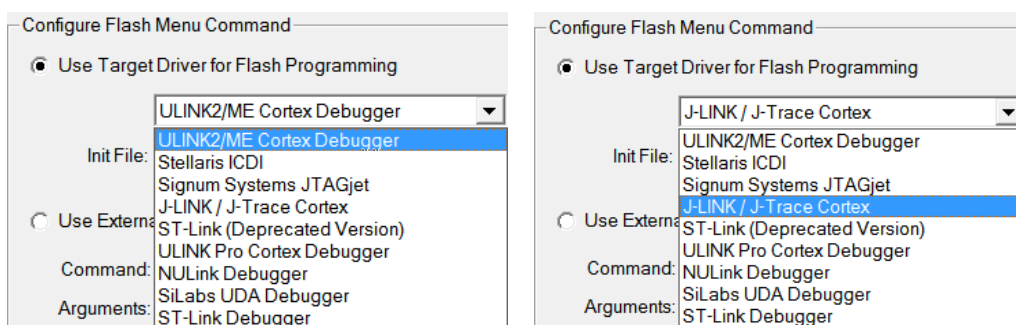 Configure Flash Menu Command
Use Target Driver for Flash Programming
ULINK2/ME Cortex Debugger
ULINK2/ME Cortex Debugger
Init File:
Stellaris ICDI
Signum Systems JTAGjet
J-LINK / J-Trace Cortex
Use Externa
ST-Link (Deprecated Version)
ULINK Pro Cortex Debugger
Command:
NULink Debugger
SiLabs UDA Debugger
Arguments:
ST-Link Debugger
Configure Flash Menu Command
Use Target Driver for Flash Programming
J-LINK / J-Trace Cortex
ULINK2/ME Cortex Debugger
Init File:
Stellaris ICDI
Signum Systems JTAGjet
J-LINK / J-Trace Cortex
Use Externa
ST-Link (Deprecated Version)
ULINK Pro Cortex Debugger
Command:
NULink Debugger
SiLabs UDA Debugger
Arguments:
ST-Link Debugger